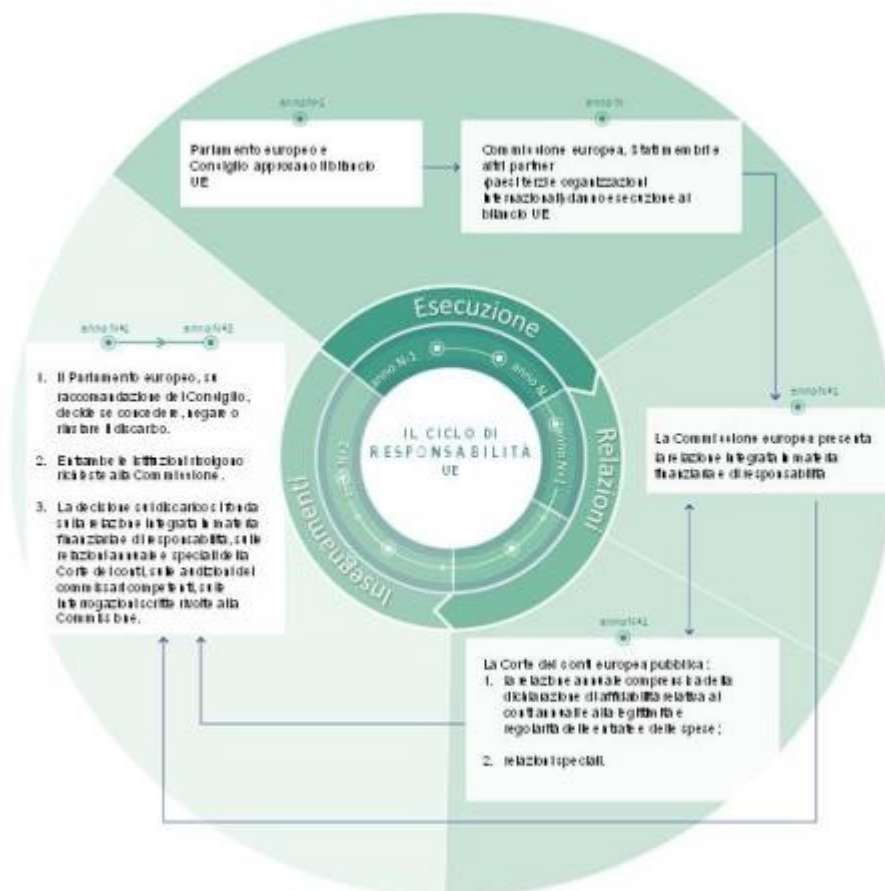 anno N-1
Parlamento europeo e
Consiglio approvano il bilancio
UE
anno N
Commissione europea, Stati membri e
altri partner
(paesi terzi e organizzazioni
internazionali) danno esecuzione al
bilancio UE
Esecuzione
anno N-1
anno N
anno N+1
Relazioni
Insegnamenti
IL CICLO DI
RESPONSABILITÀ
UE
anno N+1
La Commissione europea presenta
la relazione integrata in materia
finanziaria e di responsabilità
anno N+1
La Corte dei conti europea pubblica:
1. la relazione annuale comprensiva della
dichiarazione di affidabilità relativa ai
conti annuali e alla legittimità e
regolarità delle entrate e delle spese;
2. relazioni speciali.
anno N+1
anno N+2
1. Il Parlamento europeo, su
raccomandazione del Consiglio,
decide se concedere, negare o
rinviare il discarico.
2. Entrambe le istituzioni rivolgono
richieste alla Commissione.
3. La decisione sul discarico si fonda
sulla relazione integrata in materia
finanziaria e di responsabilità, sulle
relazioni annuale e speciali della
Corte dei conti, sulle audizioni dei
commissari competenti, sulle
interrogazioni scritte rivolte alla
Commissione.